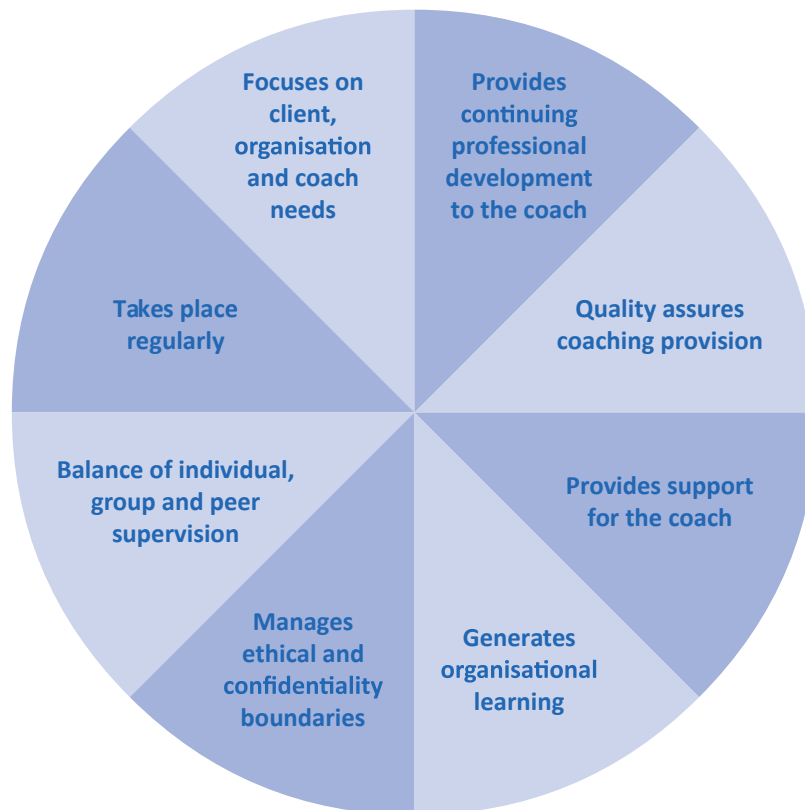 Focuses on
client,
organisation
and coach
needs
Provides
continuing
professional
development
to the coach
Quality assures
coaching provision
Provides support
for the coach
Generates
organisational
learning
Manages
ethical and
confidentiality
boundaries
Balance of individual,
group and peer
supervision
Takes place
regularly